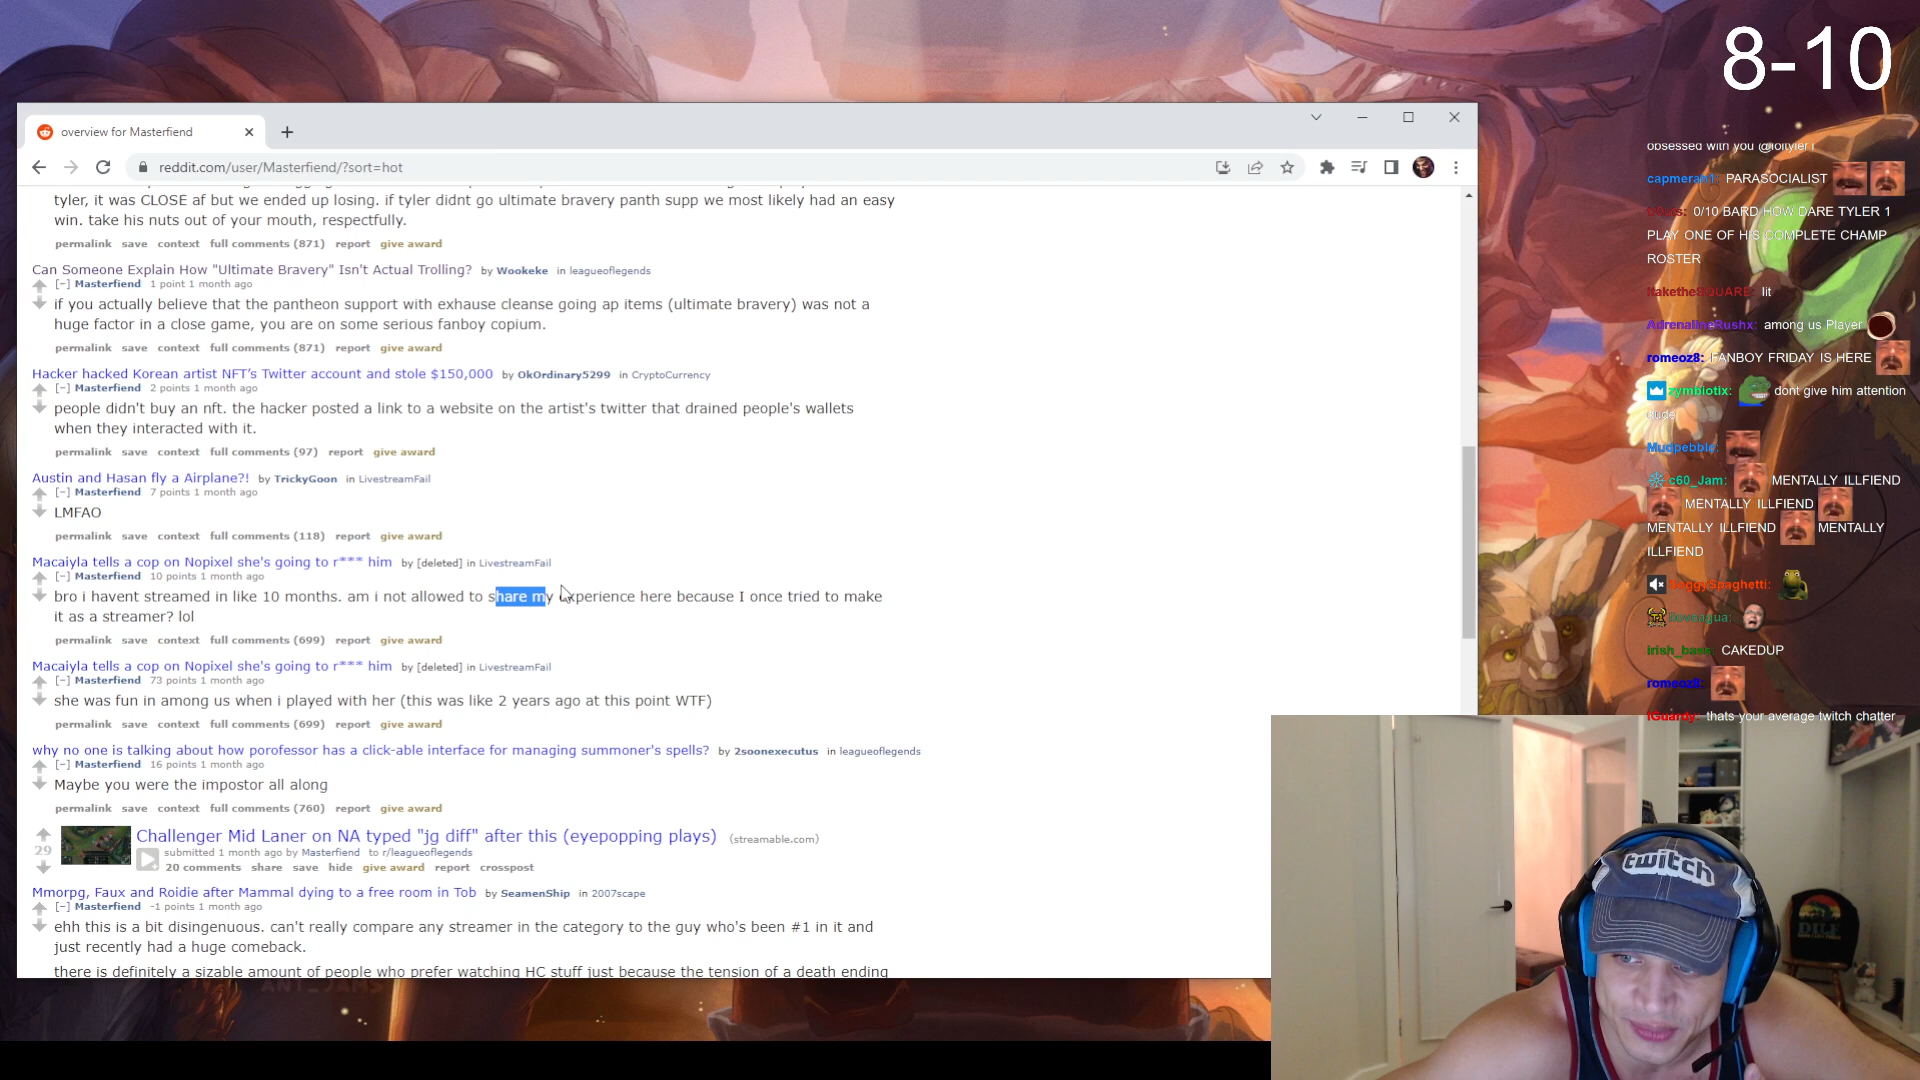 8-10
overview for Masterfiend
reddit.com/user/Masterfiend/?sort=hot
tyler, it was CLOSE af but we ended up losing. if tyler didnt go ultimate bravery panth supp we most likely had an easy
win. take his nuts out of your mouth, respectfully.
permalink save context full comments (871) report give award
Can Someone Explain How "Ultimate Bravery" Isn't Actual Trolling? by Wookeke in leagueoflegends
[–] Masterfiend 1 point 1 month ago
if you actually believe that the pantheon support with exhause cleanse going ap items (ultimate bravery) was not a
huge factor in a close game, you are on some serious fanboy copium.
permalink save context full comments (871) report give award
Hacker hacked Korean artist NFT's Twitter account and stole $150,000 by OkOrdinary5299 in CryptoCurrency
[–] Masterfiend 2 points 1 month ago
people didn't buy an nft. the hacker posted a link to a website on the artist's twitter that drained people's wallets
when they interacted with it.
permalink save context full comments (97) report give award
Austin and Hasan fly a Airplane?! by TrickyGoon in LivestreamFail
[–] Masterfiend 7 points 1 month ago
LMFAO
permalink save context full comments (118) report give award
Macaiyla tells a cop on Nopixel she's going to r*** him by [deleted] in LivestreamFail
[–] Masterfiend 10 points 1 month ago
bro i havent streamed in like 10 months. am i not allowed to share my experience here because I once tried to make
it as a streamer? lol
permalink save context full comments (699) report give award
Macaiyla tells a cop on Nopixel she's going to r*** him by [deleted] in LivestreamFail
[–] Masterfiend 73 points 1 month ago
she was fun in among us when i played with her (this was like 2 years ago at this point WTF)
permalink save context full comments (699) report give award
why no one is talking about how porofessor has a click-able interface for managing summoner's spells? by 2soonexecutus in leagueoflegends
[–] Masterfiend 16 points 1 month ago
Maybe you were the impostor all along
permalink save context full comments (760) report give award
Challenger Mid Laner on NA typed "jg diff" after this (eyepopping plays) (streamable.com)
29
submitted 1 month ago by Masterfiend to r/leagueoflegends
20 comments share save hide give award report crosspost
Mmorpg, Faux and Roidie after Mammal dying to a free room in Tob by SeamenShip in 2007scape
[–] Masterfiend -1 points 1 month ago
ehh this is a bit disingenuous. can't really compare any streamer in the category to the guy who's been #1 in it and
just recently had a huge comeback.
there is definitely a sizable amount of people who prefer watching HC stuff just because the tension of a death ending
obsessed with you @loltyler1
PARASOCIALIST
0/10 BARD HOW DARE TYLER 1
PLAY ONE OF HIS COMPLETE CHAMP
ROSTER
ItaketheSQUARE: lit
AdrenalineRushx: among us Player
romeoz8: FANBOY FRIDAY IS HERE
zymbiotix: dont give him attention
dude
Mudpebble:
c60_Jam: MENTALLY ILLFIEND
MENTALLY ILLFIEND
MENTALLY ILLFIEND MENTALLY
ILLFIEND
SoggySpaghetti:
CAKEDUP
romeoz8:
iGuardy: thats your average twitch chatter
twitch
DILF